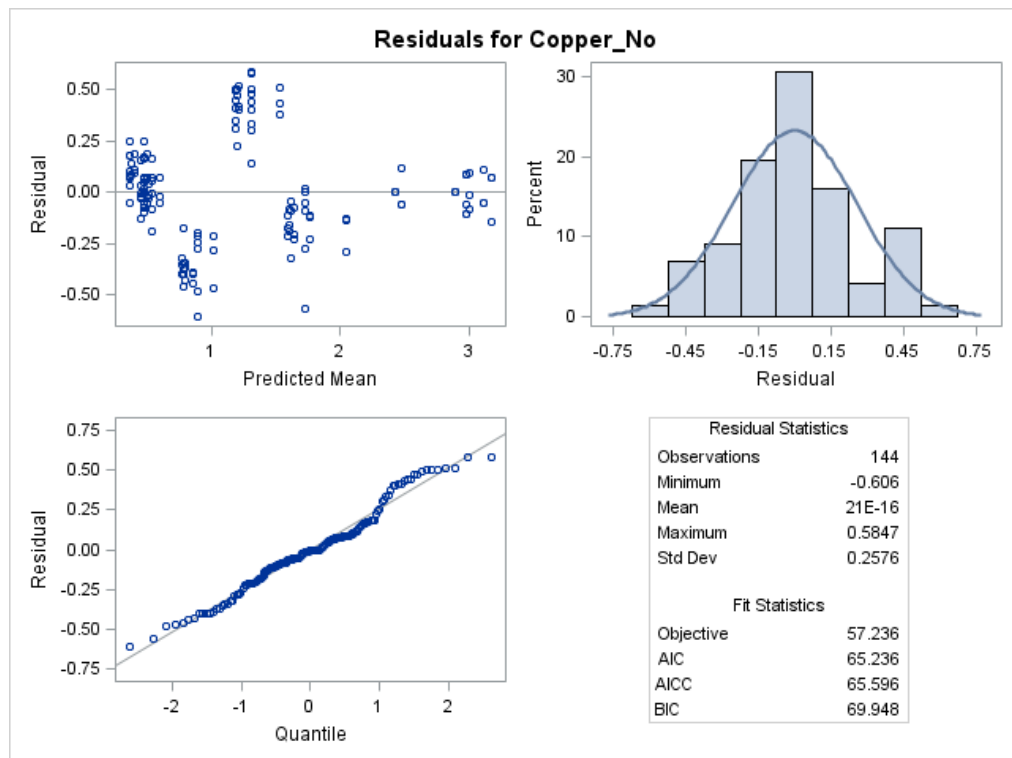 Residuals for Copper_No
Residual
0.50
0.25
0.00
-0.25
-0.50
1 2 3
Predicted Mean
Percent
30
20
10
0
-0.75 -0.45 -0.15 0.15 0.45 0.75
Residual
Residual
0.75
0.50
0.25
0.00
-0.25
-0.50
-0.75
-2 -1 0 1 2
Quantile
Residual Statistics
Observations 144
Minimum -0.606
Mean 21E-16
Maximum 0.5847
Std Dev 0.2576
Fit Statistics
Objective 57.236
AIC 65.236
AICC 65.596
BIC 69.948